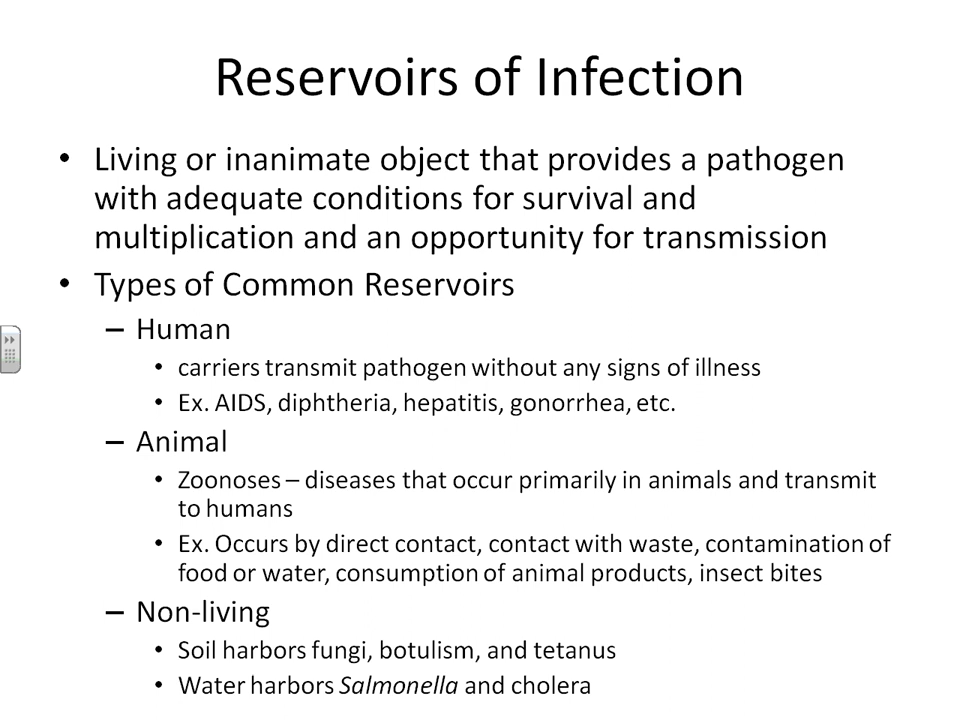 Reservoirs of Infection
• Living or inanimate object that provides a pathogen
with adequate conditions for survival and
multiplication and an opportunity for transmission
• Types of Common Reservoirs
– Human
• carriers transmit pathogen without any signs of illness
• Ex. AIDS, diphtheria, hepatitis, gonorrhea, etc.
– Animal
• Zoonoses – diseases that occur primarily in animals and transmit
to humans
• Ex. Occurs by direct contact, contact with waste, contamination of
food or water, consumption of animal products, insect bites
– Non-living
• Soil harbors fungi, botulism, and tetanus
• Water harbors Salmonella and cholera